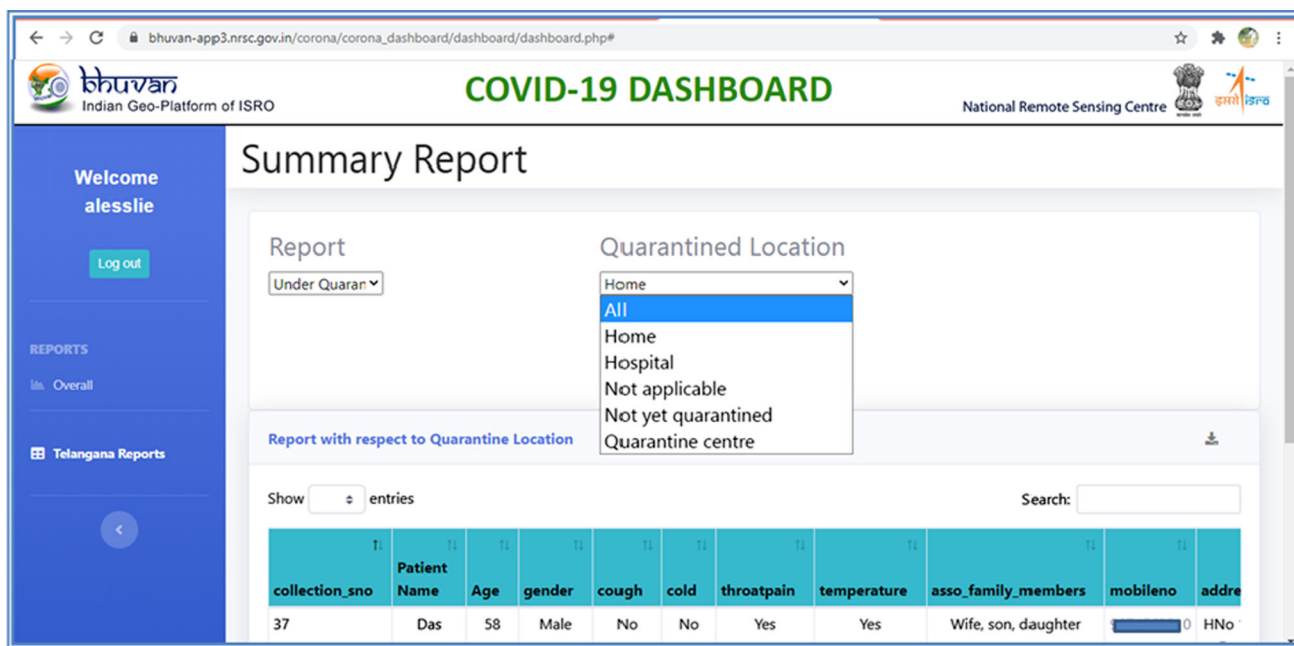 bhuvan-app3.nrsc.gov.in/corona/corona_dashboard/dashboard/dashboard.php#
bhuvan
Indian Geo-Platform of ISRO
COVID-19 DASHBOARD
National Remote Sensing Centre
इसरो isro
Welcome
alesslie
Log out
REPORTS
Overall
Telangana Reports
Summary Report
Report
Quarantined Location
Under Quaran
Home
All
Home
Hospital
Not applicable
Not yet quarantined
Quarantine centre
Report with respect to Quarantine Location
Show entries
Search:
collection_sno Patient Name Age gender cough cold throatpain temperature asso_family_members mobileno addre
37 Das 58 Male No No Yes Yes Wife, son, daughter 0 HNo